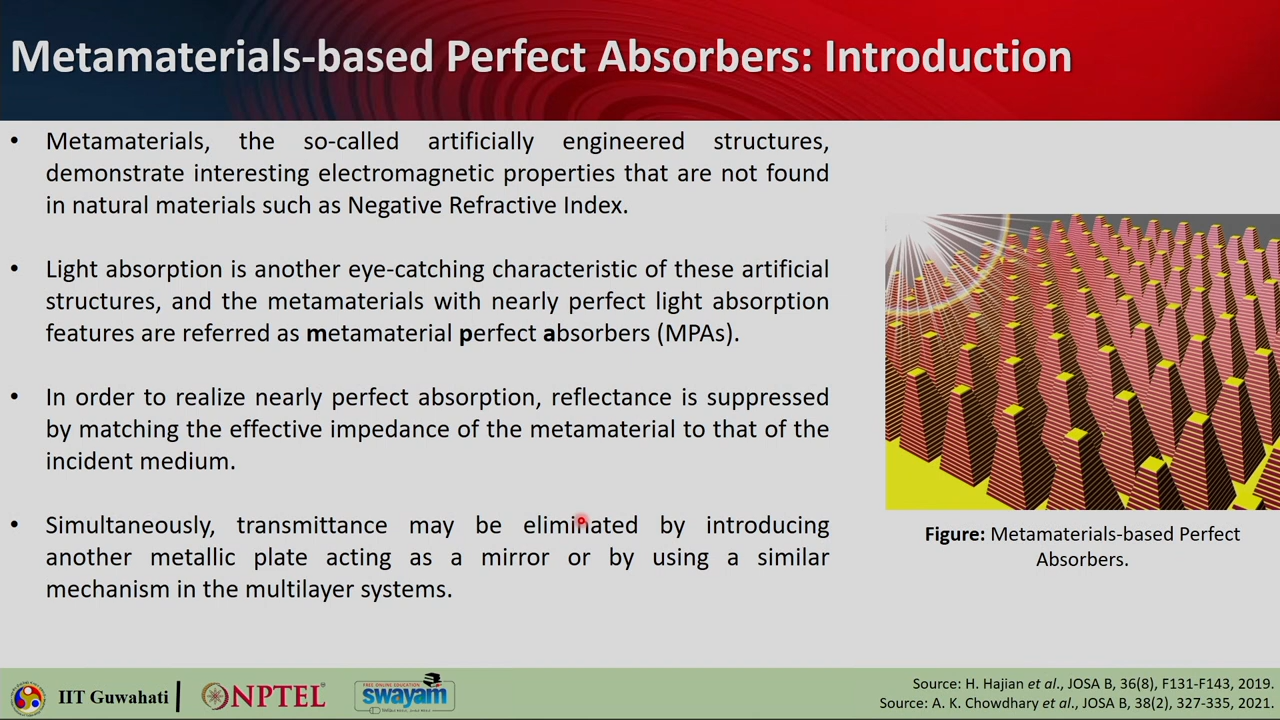 Metamaterials-based Perfect Absorbers: Introduction
• Metamaterials, the so-called artificially engineered structures,
demonstrate interesting electromagnetic properties that are not found
in natural materials such as Negative Refractive Index.
• Light absorption is another eye-catching characteristic of these artificial
structures, and the metamaterials with nearly perfect light absorption
features are referred as metamaterial perfect absorbers (MPAs).
• In order to realize nearly perfect absorption, reflectance is suppressed
by matching the effective impedance of the metamaterial to that of the
incident medium.
• Simultaneously, transmittance may be eliminated by introducing
another metallic plate acting as a mirror or by using a similar
mechanism in the multilayer systems.
Figure: Metamaterials-based Perfect
Absorbers.
IIT Guwahati
NPTEL
FREE ONLINE EDUCATION
swayam
Source: H. Hajian et al., JOSA B, 36(8), F131-F143, 2019.
Source: A. K. Chowdhary et al., JOSA B, 38(2), 327-335, 2021.